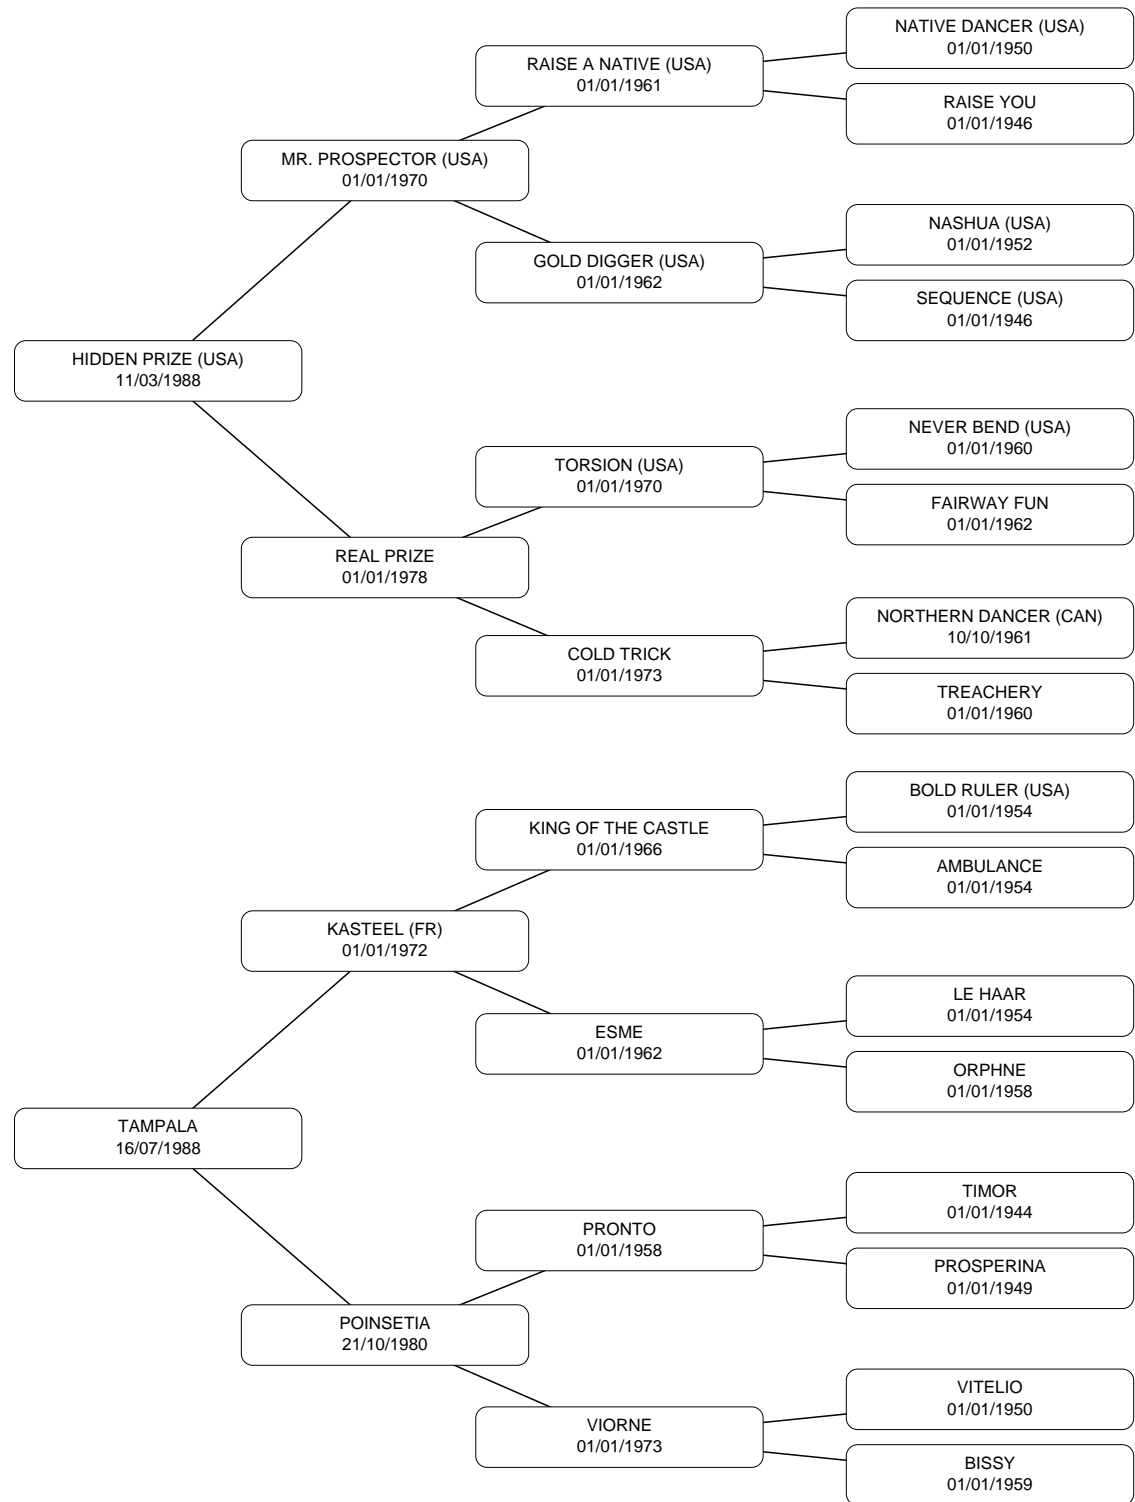 NATIVE DANCER (USA)
01/01/1950
RAISE A NATIVE (USA)
01/01/1961
RAISE YOU
01/01/1946
MR. PROSPECTOR (USA)
01/01/1970
NASHUA (USA)
01/01/1952
GOLD DIGGER (USA)
01/01/1962
SEQUENCE (USA)
01/01/1946
HIDDEN PRIZE (USA)
11/03/1988
NEVER BEND (USA)
01/01/1960
TORSION (USA)
01/01/1970
FAIRWAY FUN
01/01/1962
REAL PRIZE
01/01/1978
NORTHERN DANCER (CAN)
10/10/1961
COLD TRICK
01/01/1973
TREACHERY
01/01/1960
BOLD RULER (USA)
01/01/1954
KING OF THE CASTLE
01/01/1966
AMBULANCE
01/01/1954
KASTEEL (FR)
01/01/1972
LE HAAR
01/01/1954
ESME
01/01/1962
ORPHNE
01/01/1958
TAMPALA
16/07/1988
TIMOR
01/01/1944
PRONTO
01/01/1958
PROSPERINA
01/01/1949
POINSETIA
21/10/1980
VITELIO
01/01/1950
VIORNE
01/01/1973
BISSY
01/01/1959